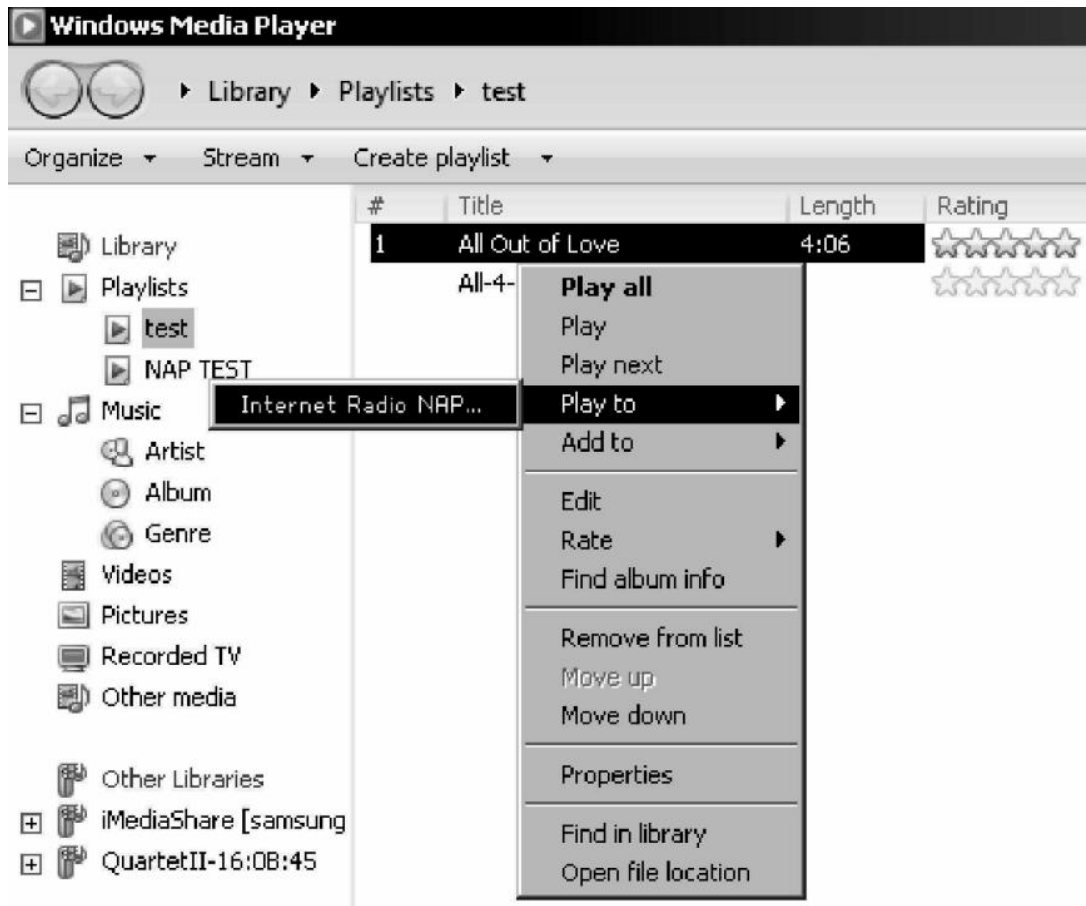 Windows Media Player
Library Playlists test
Organize Stream Create playlist
# Title Length Rating
Library
1 All Out of Love 4:06
Playlists
All-4-
test
NAP TEST
Music
Artist
Album
Genre
Videos
Pictures
Recorded TV
Other media
Other Libraries
iMediaShare [samsung
QuartetII-16:0B:45
Play all
Play
Play next
Play to
Internet Radio NAP...
Add to
Edit
Rate
Find album info
Remove from list
Move up
Move down
Properties
Find in library
Open file location